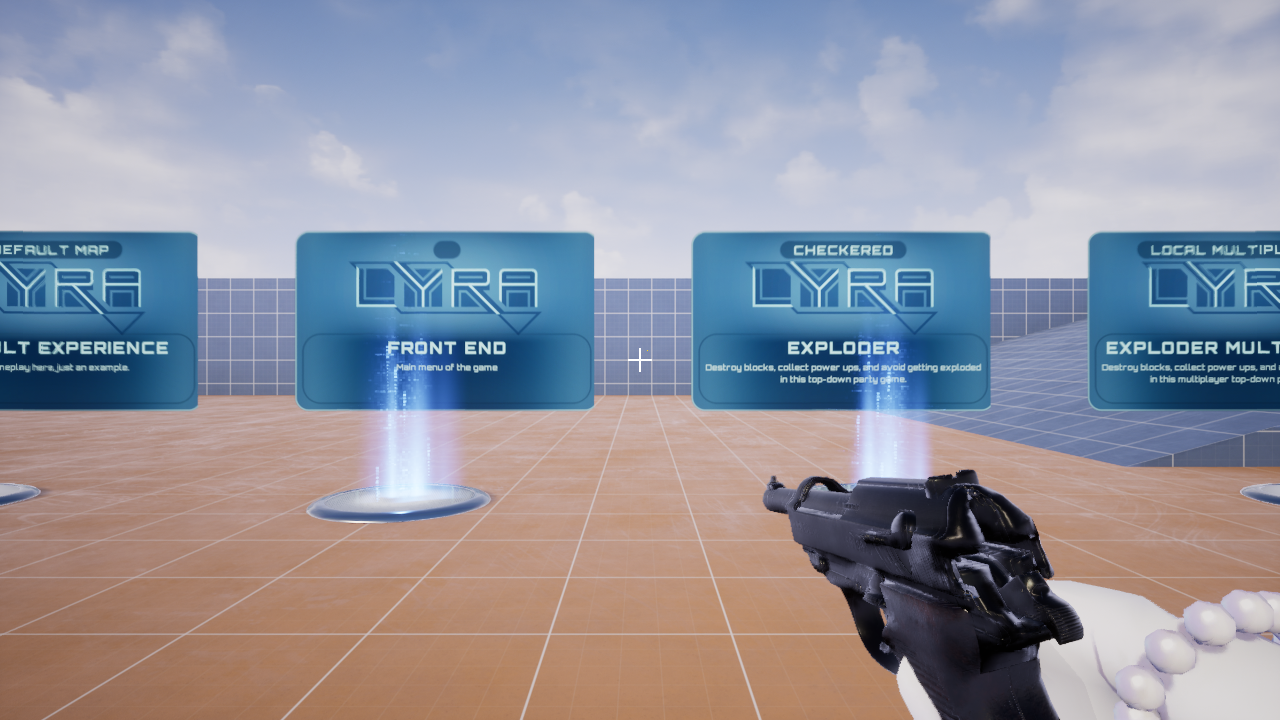 EFAULT MAP
LYRA
ULT EXPERIENCE
meplay here, just an example.
LYRA
FRONT END
Main menu of the game
CHECKERED
LYRA
EXPLODER
Destroy blocks, collect power ups, and avoid getting exploded
in this top-down party game.
LOCAL MULTIPL
LYR
EXPLODER MULT
Destroy blocks, collect power ups, and
in this multiplayer top-down p